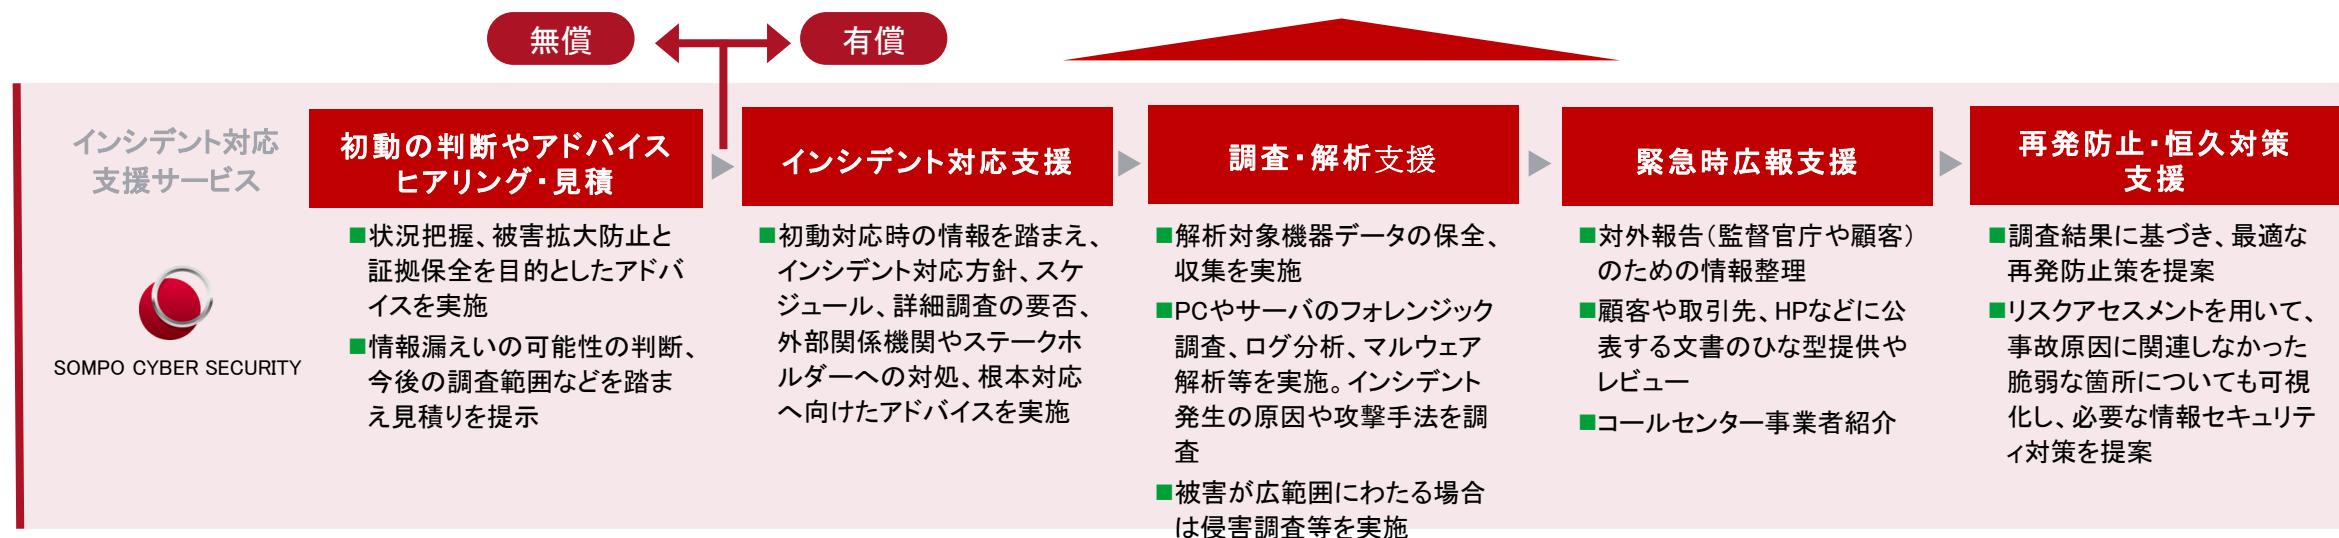 無償
有償
インシデント対応
支援サービス
SOMPO CYBER SECURITY
初動の判断やアドバイス
ヒアリング・見積
■状況把握、被害拡大防止と
証拠保全を目的としたアドバ
イスを実施
■情報漏えいの可能性の判断、
今後の調査範囲などを踏ま
え見積りを提示
インシデント対応支援
■初動対応時の情報を踏まえ、
インシデント対応方針、スケ
ジュール、詳細調査の要否、
外部関係機関やステークホ
ルダーへの対処、根本対応
へ向けたアドバイスを実施
調査・解析支援
■解析対象機器データの保全、
収集を実施
■PCやサーバのフォレンジック
調査、ログ分析、マルウェア
解析等を実施。インシデント
発生の原因や攻撃手法を調
査
■被害が広範囲にわたる場合
は侵害調査等を実施
緊急時広報支援
■対外報告（監督官庁や顧客）
のための情報整理
■顧客や取引先、HPなどに公
表する文書のひな型提供や
レビュー
■コールセンター事業者紹介
再発防止・恒久対策
支援
■調査結果に基づき、最適な
再発防止策を提案
■リスクアセスメントを用いて、
事故原因に関連しなかった
脆弱な箇所についても可視
化し、必要な情報セキュリテ
ィ対策を提案